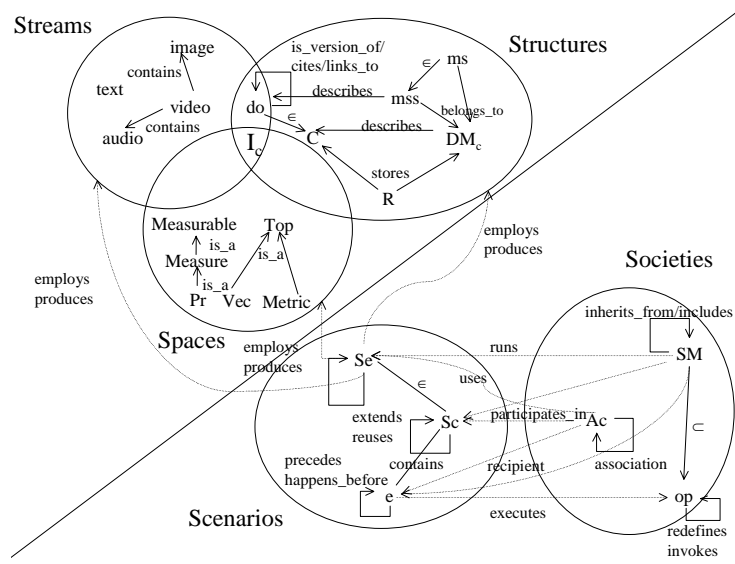 Streams
image
contains
text
video
contains
audio
Structures
is_version_of/
cites/links_to
∈
ms
describes
mss
do
belongs_to
∈
describes
C
DM_c
I_c
stores
R
Measurable
Top
is_a
is_a
Measure
is_a
Pr
Vec
Metric
Spaces
employs
produces
employs
produces
employs
produces
Societies
inherits_from/includes
runs
SM
Se
∈
uses
extends
reuses
Sc
participates_in
Ac
⊂
contains
recipient
association
precedes
happens_before
e
executes
op
redefines
invokes
Scenarios